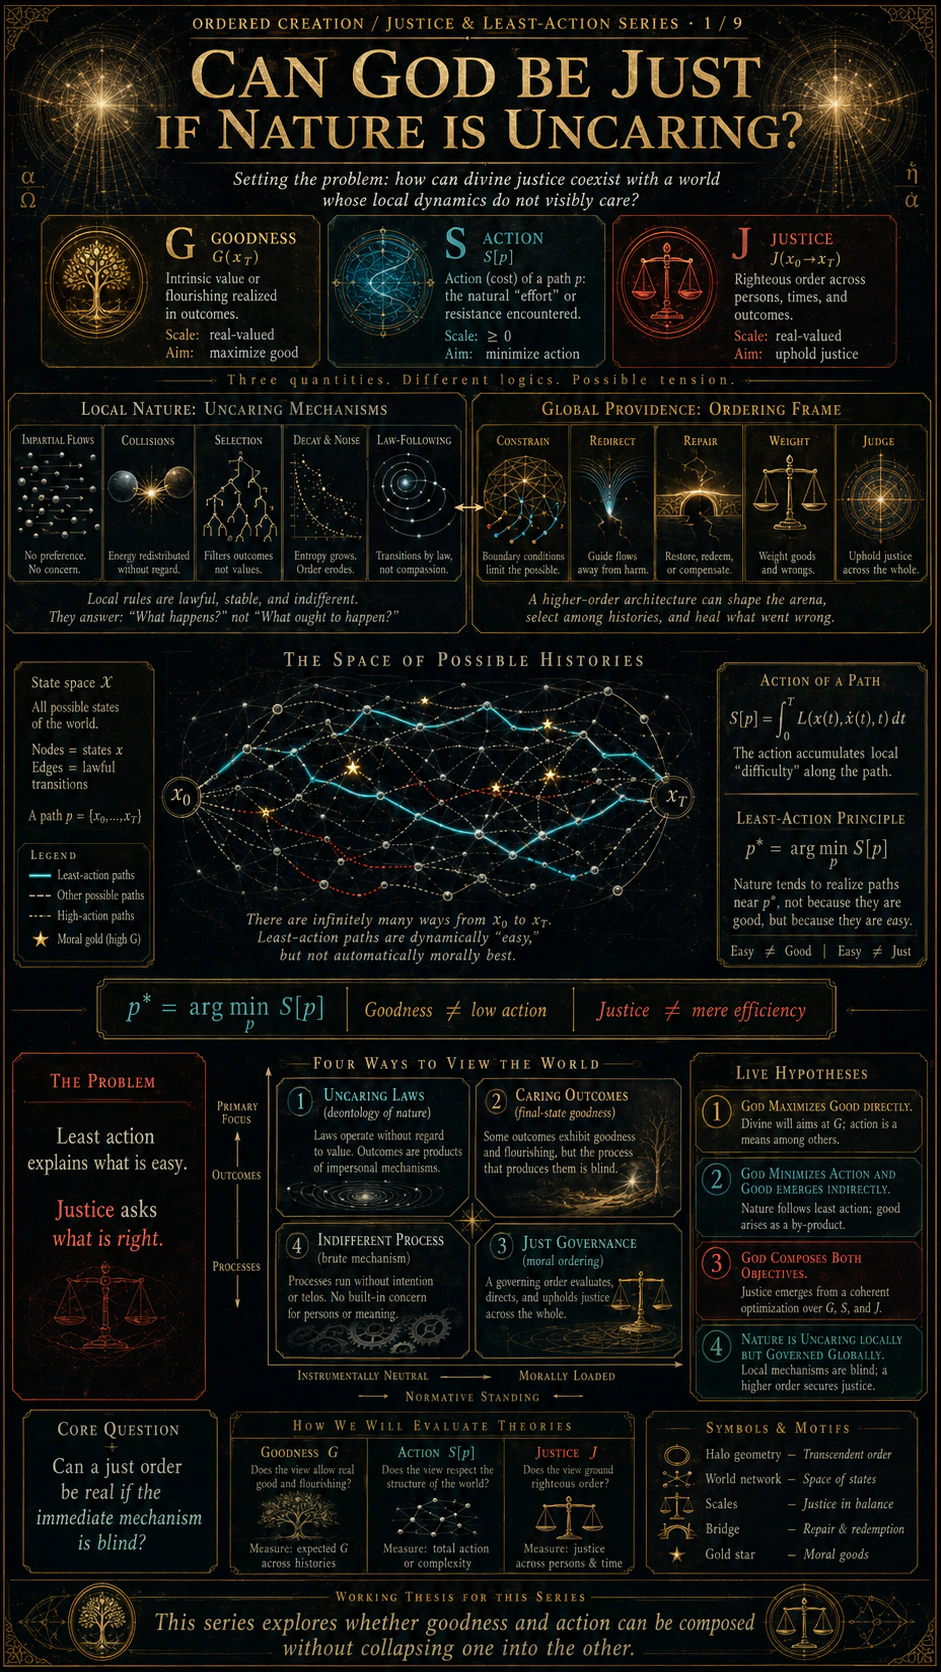 ORDERED CREATION / JUSTICE & LEAST-ACTION SERIES · 1 / 9
CAN GOD BE JUST
IF NATURE IS UNCARING?
Setting the problem: how can divine justice coexist with a world
whose local dynamics do not visibly care?
α
Ω
ἡ
ἀ
G GOODNESS
G(x_T)
Intrinsic value or
flourishing realized
in outcomes.
Scale: real-valued
Aim: maximize good
S ACTION
S[p]
Action (cost) of a path p:
the natural “effort” or
resistance encountered.
Scale: ≥ 0
Aim: minimize action
J JUSTICE
J(x₀→x_T)
Righteous order across
persons, times, and
outcomes.
Scale: real-valued
Aim: uphold justice
Three quantities. Different logics. Possible tension.
LOCAL NATURE: UNCARING MECHANISMS
IMPARTIAL FLOWS
No preference.
No concern.
COLLISIONS
Energy redistributed
without regard.
SELECTION
Filters outcomes
not values.
DECAY & NOISE
Entropy grows.
Order erodes.
LAW-FOLLOWING
Transitions by law,
not compassion.
Local rules are lawful, stable, and indifferent.
They answer: “What happens?” not “What ought to happen?”
GLOBAL PROVIDENCE: ORDERING FRAME
CONSTRAIN
Boundary conditions
limit the possible.
REDIRECT
Guide flows
away from harm.
REPAIR
Restore, redeem,
or compensate.
WEIGHT
Weight goods
and wrongs.
JUDGE
Uphold justice
across the whole.
A higher-order architecture can shape the arena,
select among histories, and heal what went wrong.
THE SPACE OF POSSIBLE HISTORIES
State space X
All possible states
of the world.
Nodes = states x
Edges = lawful
transitions
A path p = {x₀,...,x_T}
LEGEND
Least-action paths
Other possible paths
High-action paths
Moral gold (high G)
x₀
x_T
There are infinitely many ways from x₀ to x_T.
Least-action paths are dynamically “easy,”
but not automatically morally best.
ACTION OF A PATH
S[p] = ∫₀ᵀ L(x(t),ẋ(t),t) dt
The action accumulates local
“difficulty” along the path.
LEAST-ACTION PRINCIPLE
p* = arg min S[p]
p
Nature tends to realize paths
near p*, not because they are
good, but because they are easy.
Easy ≠ Good | Easy ≠ Just
p* = arg min S[p]
p
Goodness ≠ low action
Justice ≠ mere efficiency
THE PROBLEM
Least action
explains what is easy.
Justice asks
what is right.
FOUR WAYS TO VIEW THE WORLD
PRIMARY
FOCUS
OUTCOMES
PROCESSES
1 UNCARING LAWS
(deontology of nature)
Laws operate without regard
to value. Outcomes are products
of impersonal mechanisms.
2 CARING OUTCOMES
(final-state goodness)
Some outcomes exhibit goodness
and flourishing, but the process
that produces them is blind.
4 INDIFFERENT PROCESS
(brute mechanism)
Processes run without intention
or telos. No built-in concern
for persons or meaning.
3 JUST GOVERNANCE
(moral ordering)
A governing order evaluates,
directs, and upholds justice
across the whole.
INSTRUMENTALLY NEUTRAL
MORALLY LOADED
NORMATIVE STANDING
LIVE HYPOTHESES
1 GOD MAXIMIZES GOOD DIRECTLY.
Divine will aims at G; action is a
means among others.
2 GOD MINIMIZES ACTION AND
GOOD EMERGES INDIRECTLY.
Nature follows least action; good
arises as a by-product.
3 GOD COMPOSES BOTH
OBJECTIVES.
Justice emerges from a coherent
optimization over G, S, and J.
4 NATURE IS UNCARING LOCALLY
BUT GOVERNED GLOBALLY.
Local mechanisms are blind; a
higher order secures justice.
CORE QUESTION
Can a just order
be real if the
immediate mechanism
is blind?
HOW WE WILL EVALUATE THEORIES
GOODNESS G
Does the view allow real
good and flourishing?
Measure: expected G
across histories
ACTION S[p]
Does the view respect the
structure of the world?
Measure: total action
or complexity
JUSTICE J
Does the view ground
righteous order?
Measure: justice
across persons & time
SYMBOLS & MOTIFS
Halo geometry – Transcendent order
World network – Space of states
Scales – Justice in balance
Bridge – Repair & redemption
Gold star – Moral goods
WORKING THESIS FOR THIS SERIES
This series explores whether goodness and action can be composed
without collapsing one into the other.